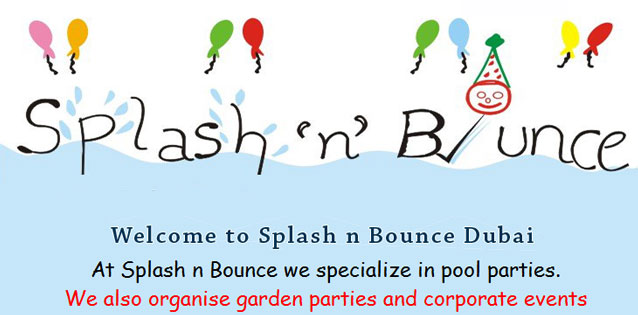 Splash 'n' Bounce
Welcome to Splash n Bounce Dubai
At Splash n Bounce we specialize in pool parties.
We also organise garden parties and corporate events